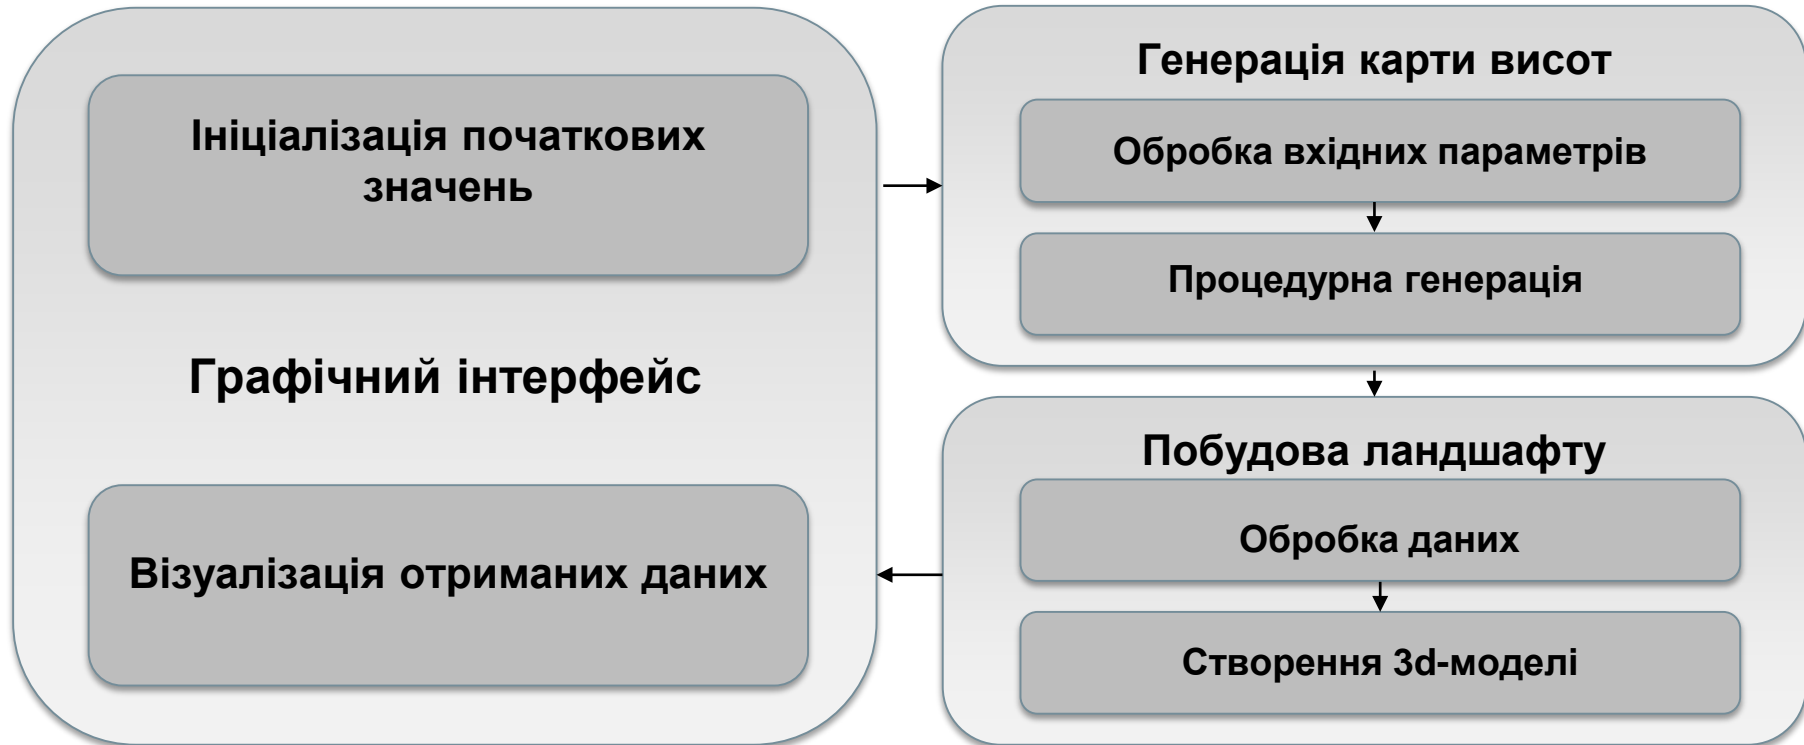 Ініціалізація початкових
значень
Графічний інтерфейс
Візуалізація отриманих даних
Генерація карти висот
Обробка вхідних параметрів
Процедурна генерація
Побудова ландшафту
Обробка даних
Створення 3d-моделі